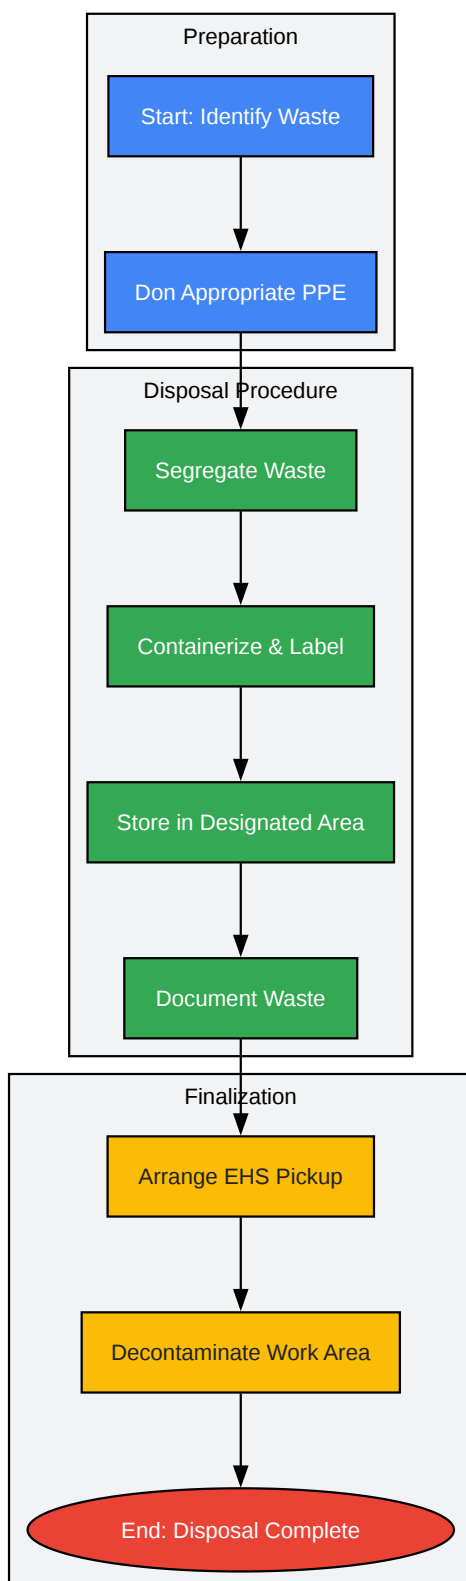 Preparation
Start: Identify Waste
Don Appropriate PPE
Disposal Procedure
Segregate Waste
Containerize & Label
Store in Designated Area
Document Waste
Finalization
Arrange EHS Pickup
Decontaminate Work Area
End: Disposal Complete